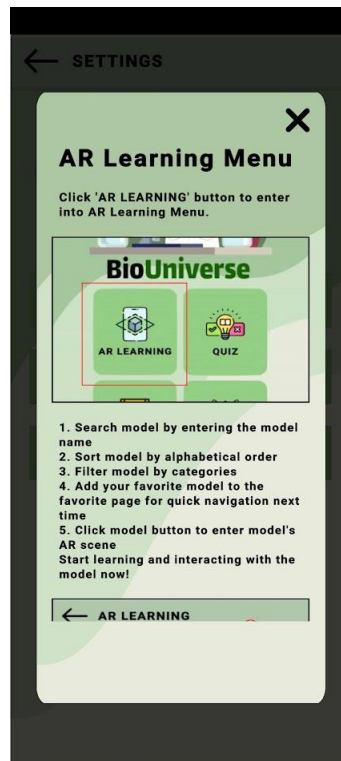 ← SETTINGS
AR Learning Menu
Click 'AR LEARNING' button to enter
into AR Learning Menu.
BioUniverse
AR LEARNING
QUIZ
1. Search model by entering the model
name
2. Sort model by alphabetical order
3. Filter model by categories
4. Add your favorite model to the
favorite page for quick navigation next
time
5. Click model button to enter model's
AR scene
Start learning and interacting with the
model now!
← AR LEARNING